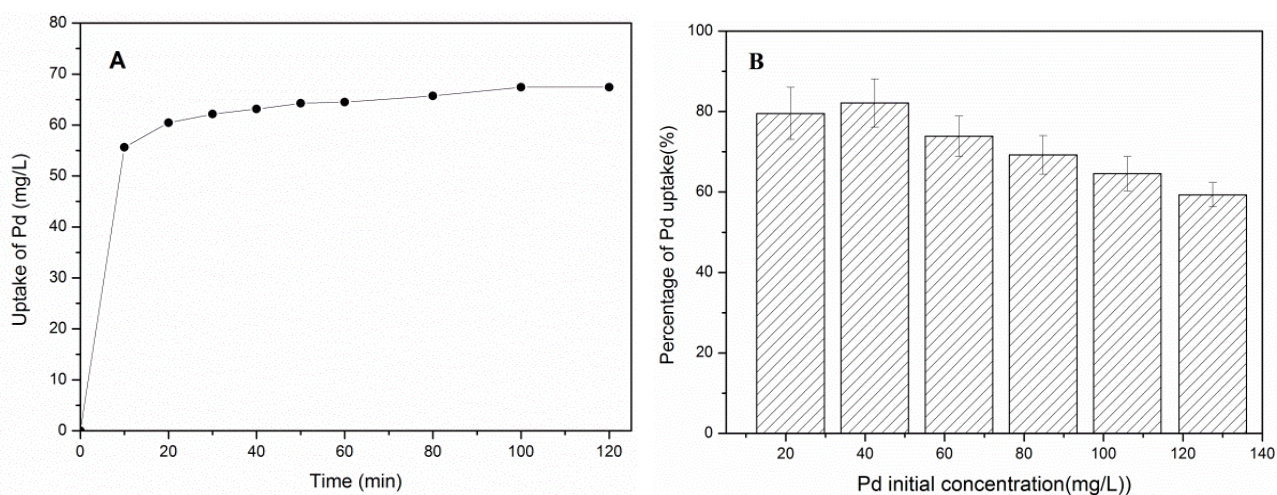 A
Uptake of Pd (mg/L)
80
70
60
50
40
30
20
10
0
0 20 40 60 80 100 120
Time (min)
B
Percentage of Pd uptake(%)
100
80
60
40
20
0
20 40 60 80 100 120 140
Pd initial concentration(mg/L))